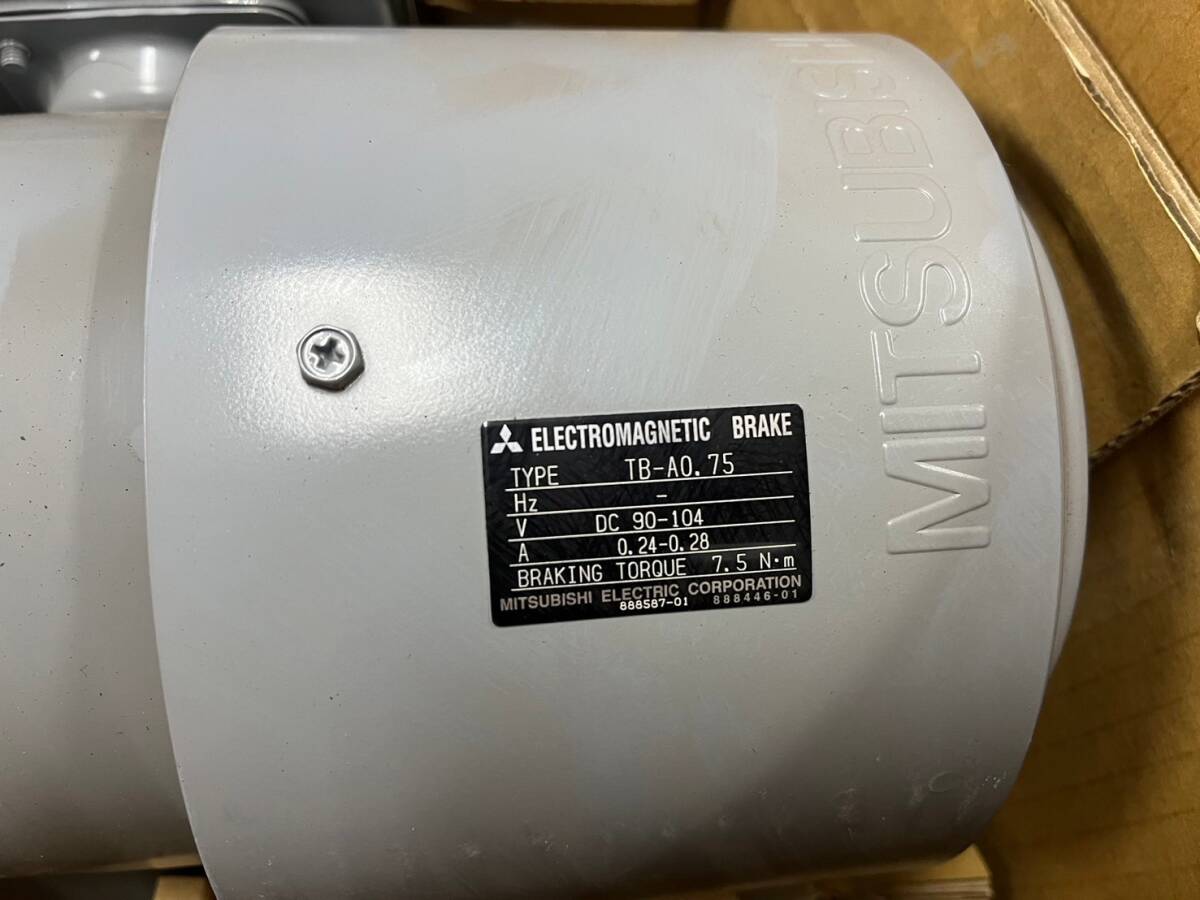 MITSUBISHI
ELECTROMAGNETIC BRAKE
TYPE TB-A0.75
Hz -
V DC 90-104
A 0.24-0.28
BRAKING TORQUE 7.5 N·m
MITSUBISHI ELECTRIC CORPORATION
888587-01 888446-01